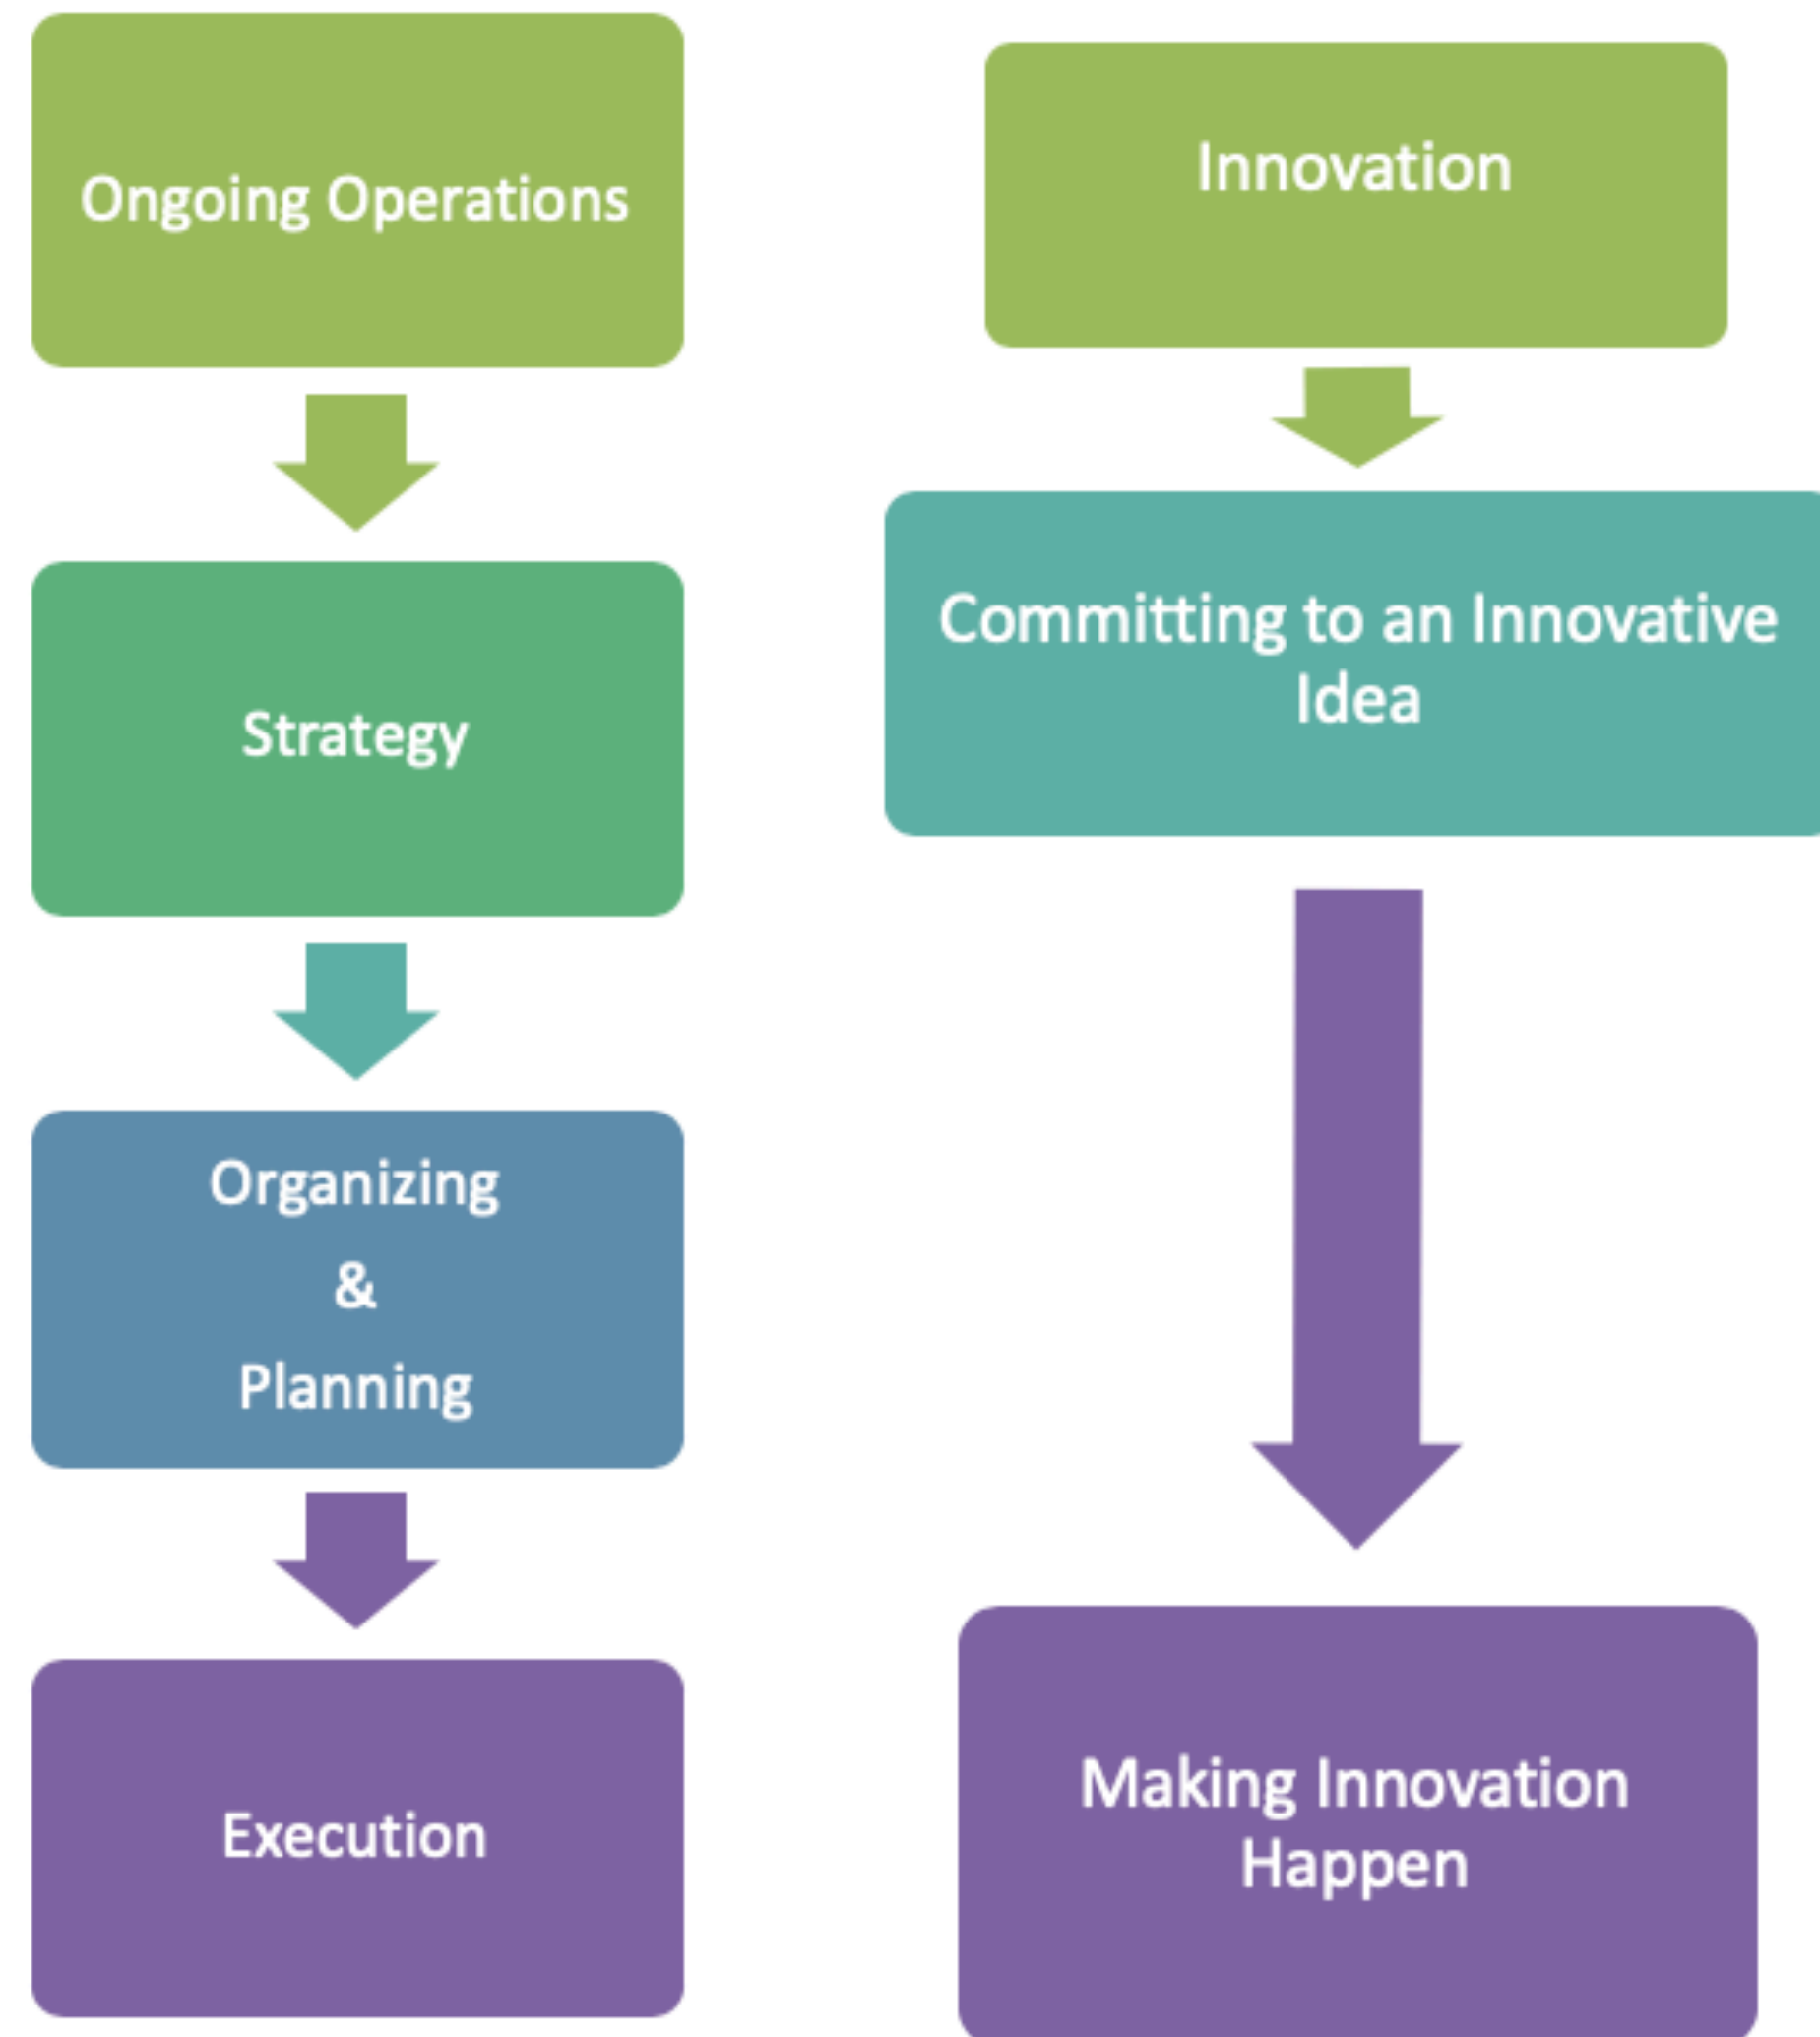 Ongoing Operations
Strategy
Organizing
&
Planning
Execution
Innovation
Committing to an Innovative
Idea
Making Innovation
Happen